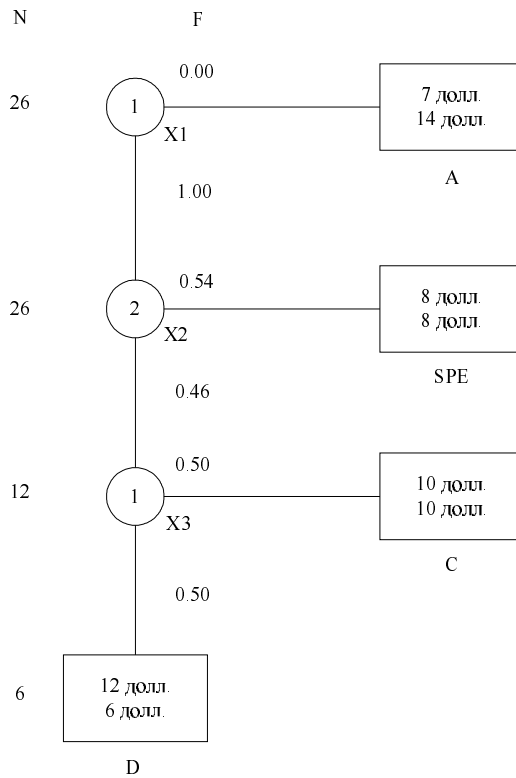 N F
0.00
26 1 7 долл.
14 долл.
X1
A
1.00
0.54
26 2 8 долл.
8 долл.
X2
SPE
0.46
0.50
12 1 10 долл.
10 долл.
X3
C
0.50
6 12 долл.
6 долл.
D